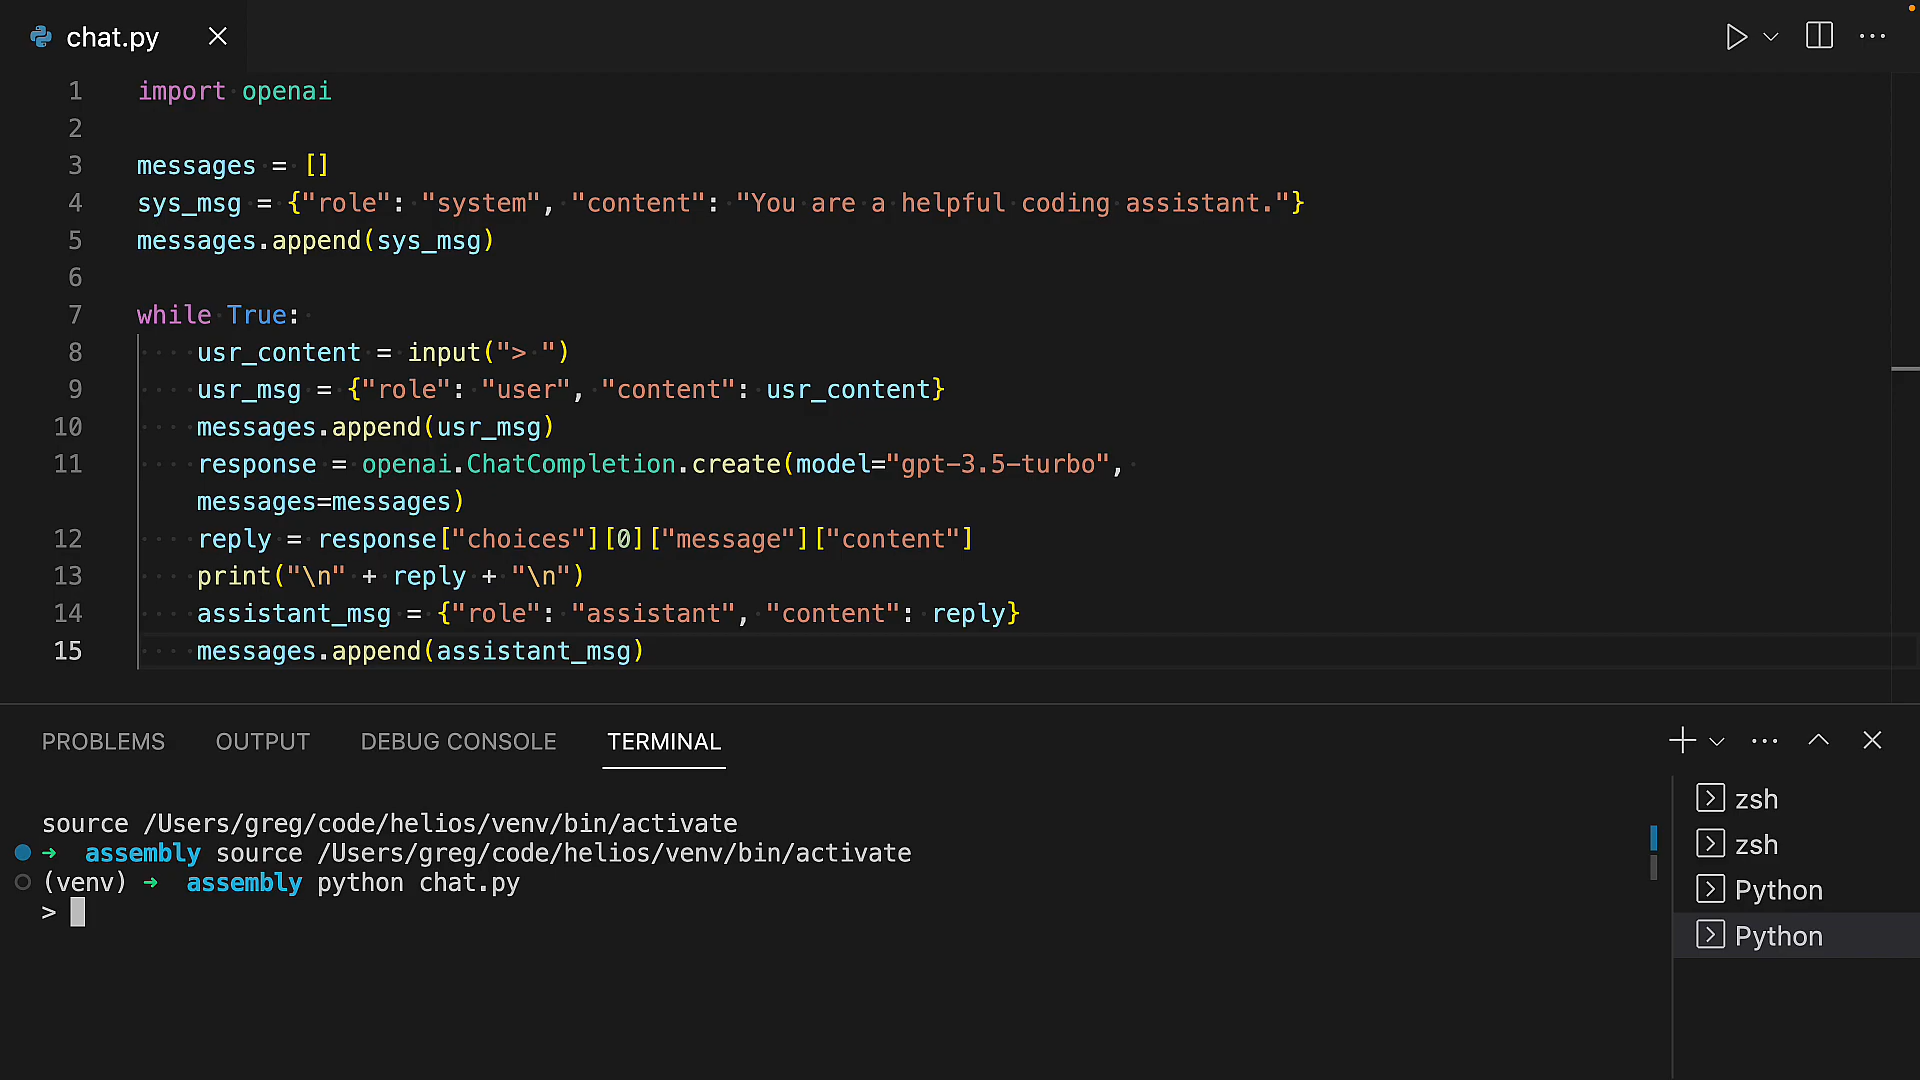 chat.py
1 import openai
2
3 messages = []
4 sys_msg = {"role": "system", "content": "You are a helpful coding assistant."}
5 messages.append(sys_msg)
6
7 while True:
8     usr_content = input("> ")
9     usr_msg = {"role": "user", "content": usr_content}
10     messages.append(usr_msg)
11     response = openai.ChatCompletion.create(model="gpt-3.5-turbo",
    messages=messages)
12     reply = response["choices"][0]["message"]["content"]
13     print("\n" + reply + "\n")
14     assistant_msg = {"role": "assistant", "content": reply}
15     messages.append(assistant_msg)
PROBLEMS OUTPUT DEBUG CONSOLE TERMINAL
source /Users/greg/code/helios/venv/bin/activate
➜ assembly source /Users/greg/code/helios/venv/bin/activate
(venv) ➜ assembly python chat.py
>
zsh
zsh
Python
Python